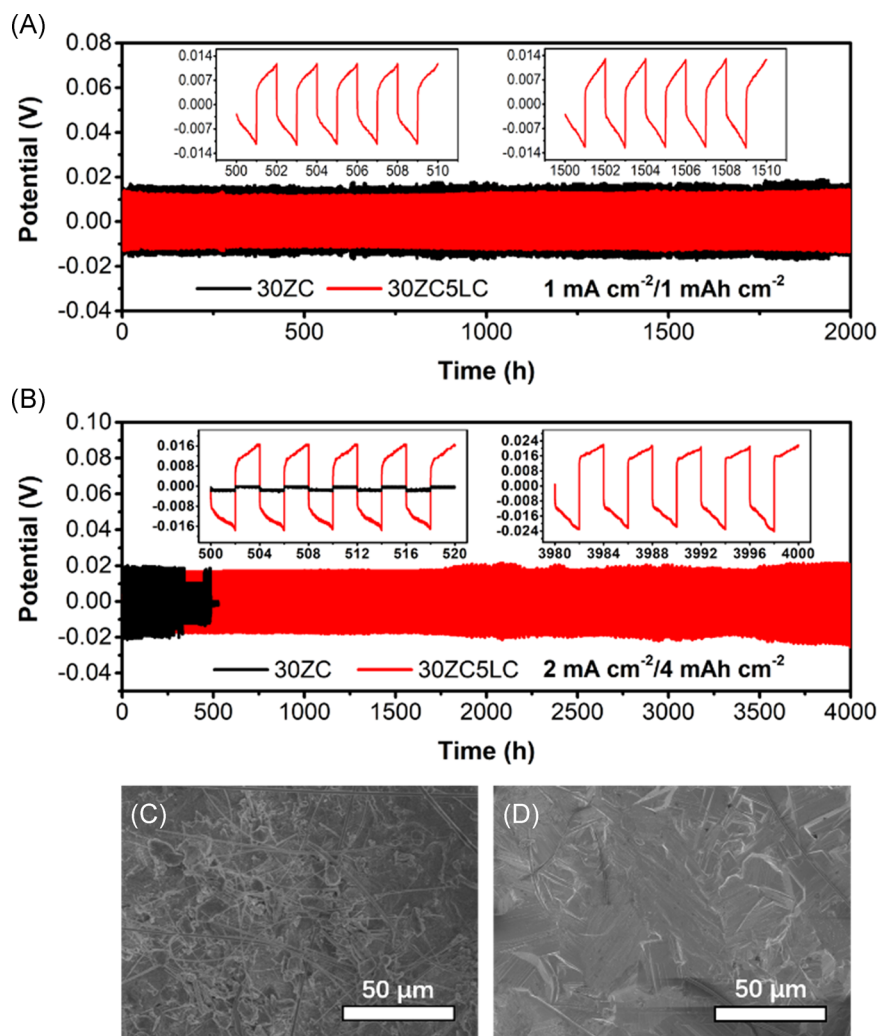 (A)
0.08
0.06
0.04
0.02
0.00
-0.02
-0.04
Potential (V)
0.014
0.007
0.000
-0.007
-0.014
500 502 504 506 508 510
0.014
0.007
0.000
-0.007
-0.014
1500 1502 1504 1506 1508 1510
30ZC 30ZC5LC 1 mA cm⁻²/1 mAh cm⁻²
0 500 1000 1500 2000
Time (h)
(B)
0.10
0.08
0.06
0.04
0.02
0.00
-0.02
-0.04
Potential (V)
0.016
0.008
0.000
-0.008
-0.016
500 504 508 512 516 520
0.024
0.016
0.008
0.000
-0.008
-0.016
-0.024
3980 3984 3988 3992 3996 4000
30ZC 30ZC5LC 2 mA cm⁻²/4 mAh cm⁻²
0 500 1000 1500 2000 2500 3000 3500 4000
Time (h)
(C)
50 μm
(D)
50 μm